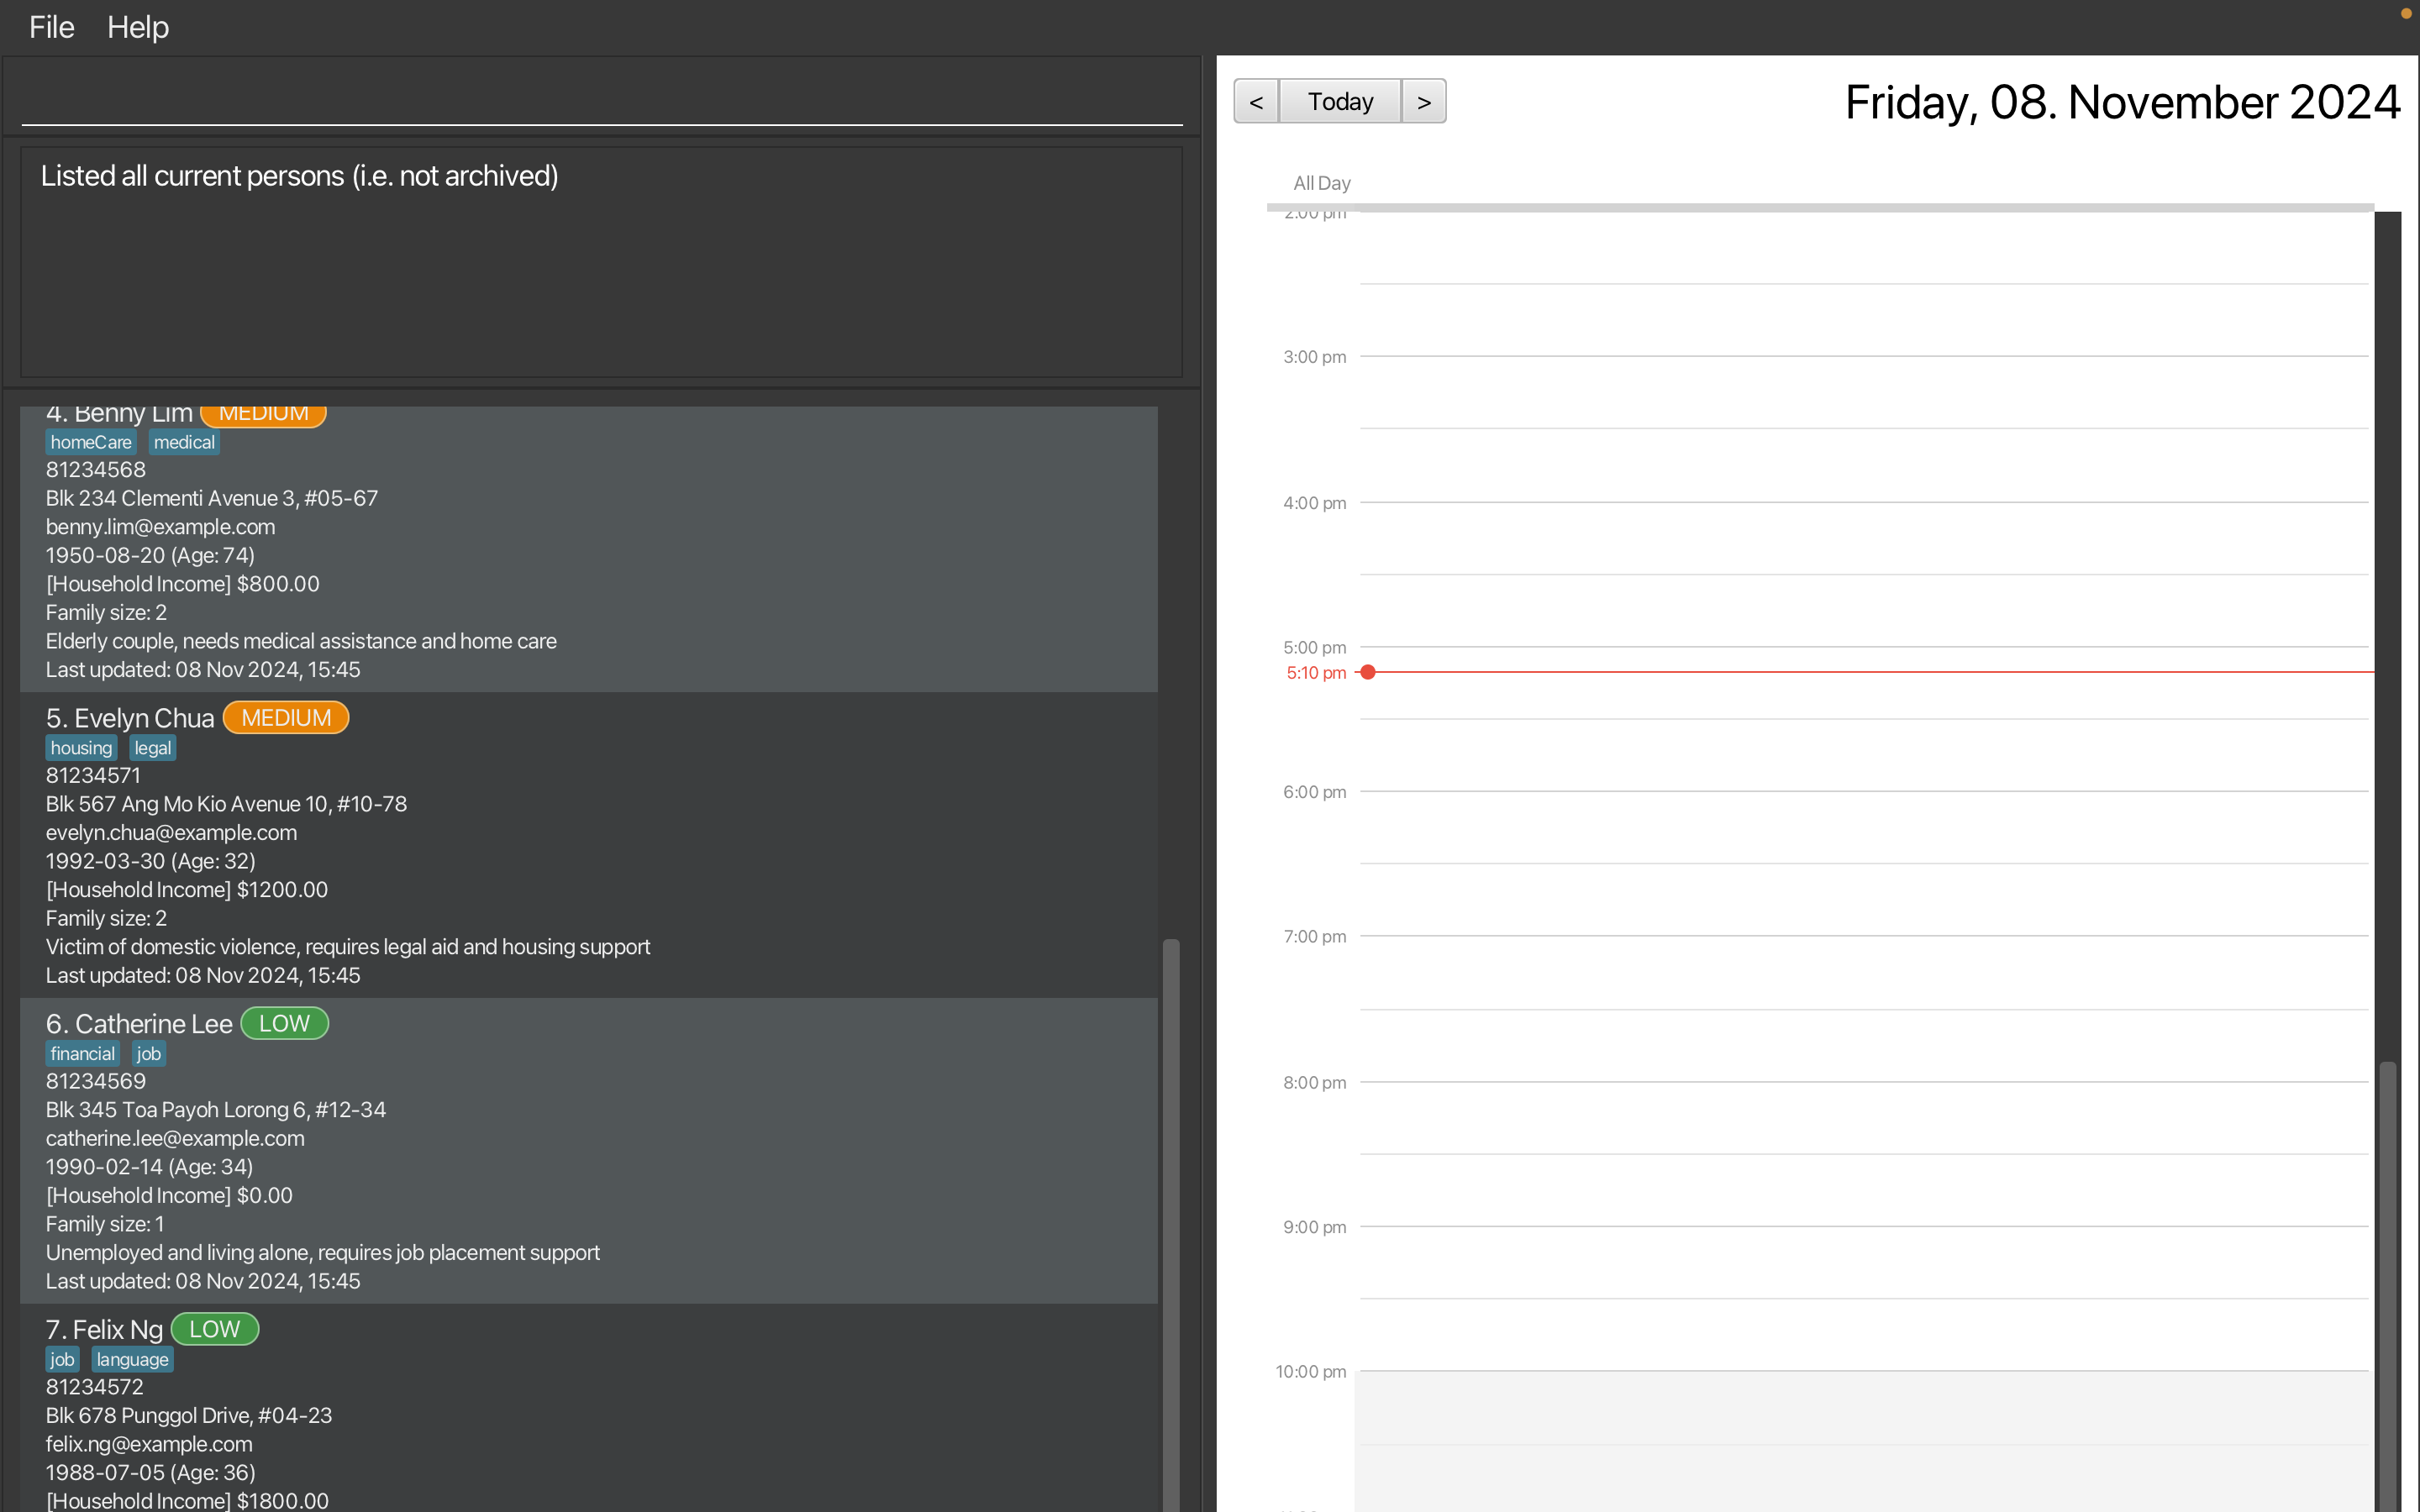 File Help
Listed all current persons (i.e. not archived)
4. Benny Lim MEDIUM
homeCare medical
81234568
Blk 234 Clementi Avenue 3, #05-67
benny.lim@example.com
1950-08-20 (Age: 74)
[Household Income] $800.00
Family size: 2
Elderly couple, needs medical assistance and home care
Last updated: 08 Nov 2024, 15:45
5. Evelyn Chua MEDIUM
housing legal
81234571
Blk 567 Ang Mo Kio Avenue 10, #10-78
evelyn.chua@example.com
1992-03-30 (Age: 32)
[Household Income] $1200.00
Family size: 2
Victim of domestic violence, requires legal aid and housing support
Last updated: 08 Nov 2024, 15:45
6. Catherine Lee LOW
financial job
81234569
Blk 345 Toa Payoh Lorong 6, #12-34
catherine.lee@example.com
1990-02-14 (Age: 34)
[Household Income] $0.00
Family size: 1
Unemployed and living alone, requires job placement support
Last updated: 08 Nov 2024, 15:45
7. Felix Ng LOW
job language
81234572
Blk 678 Punggol Drive, #04-23
felix.ng@example.com
1988-07-05 (Age: 36)
[Household Income] $1800.00
< Today >
Friday, 08. November 2024
All Day
2:00 pm
3:00 pm
4:00 pm
5:00 pm
5:10 pm
6:00 pm
7:00 pm
8:00 pm
9:00 pm
10:00 pm